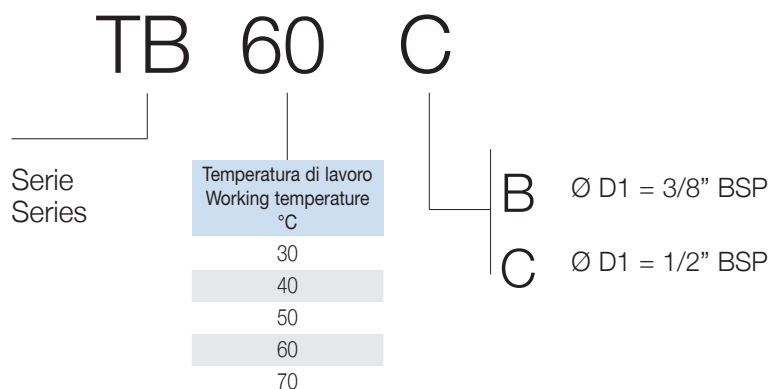 TB 60 C
Serie
Series
Temperatura di lavoro
Working temperature
°C
30
40
50
60
70
B Ø D1 = 3/8” BSP
C Ø D1 = 1/2” BSP